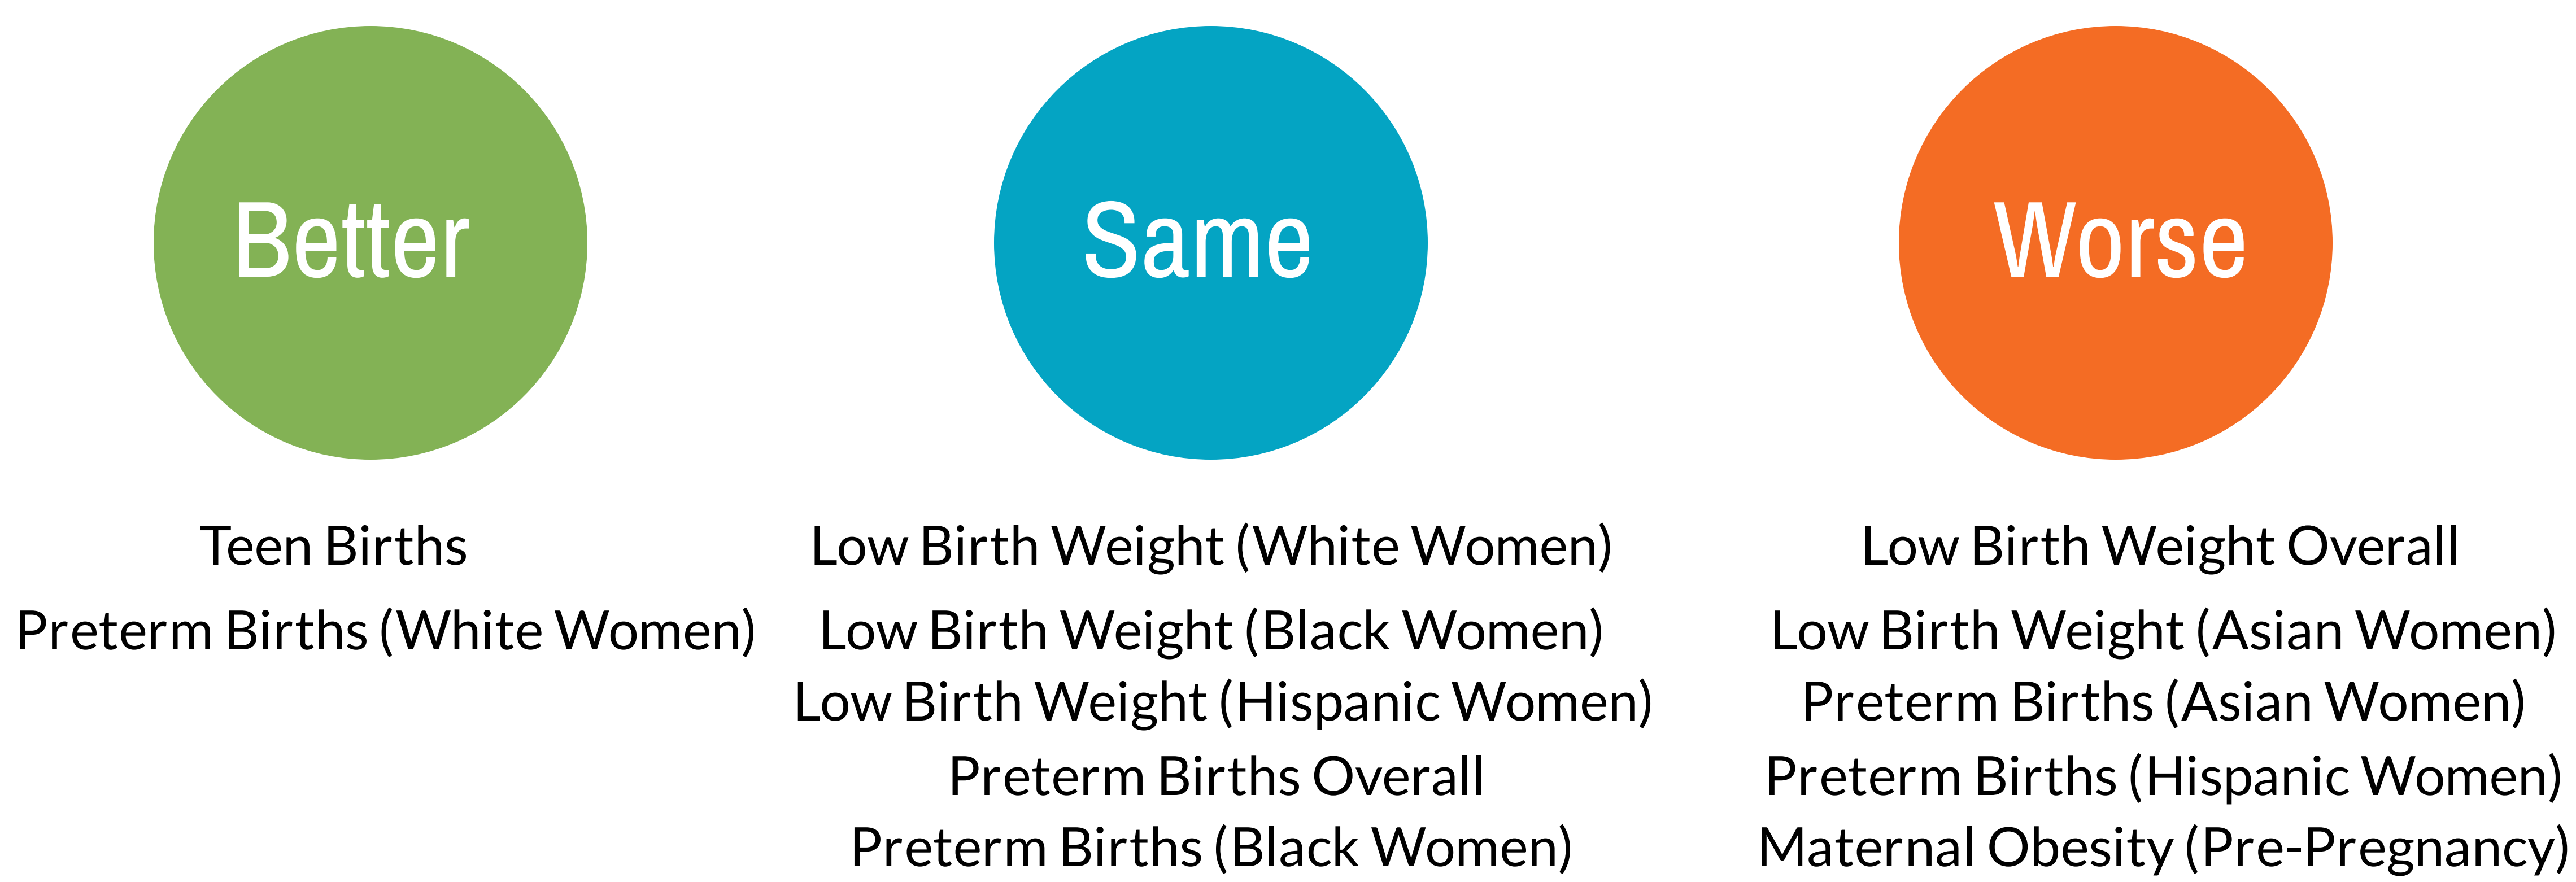 Better
Teen Births
Preterm Births (White Women)
Same
Low Birth Weight (White Women)
Low Birth Weight (Black Women)
Low Birth Weight (Hispanic Women)
Preterm Births Overall
Preterm Births (Black Women)
Worse
Low Birth Weight Overall
Low Birth Weight (Asian Women)
Preterm Births (Asian Women)
Preterm Births (Hispanic Women)
Maternal Obesity (Pre-Pregnancy)